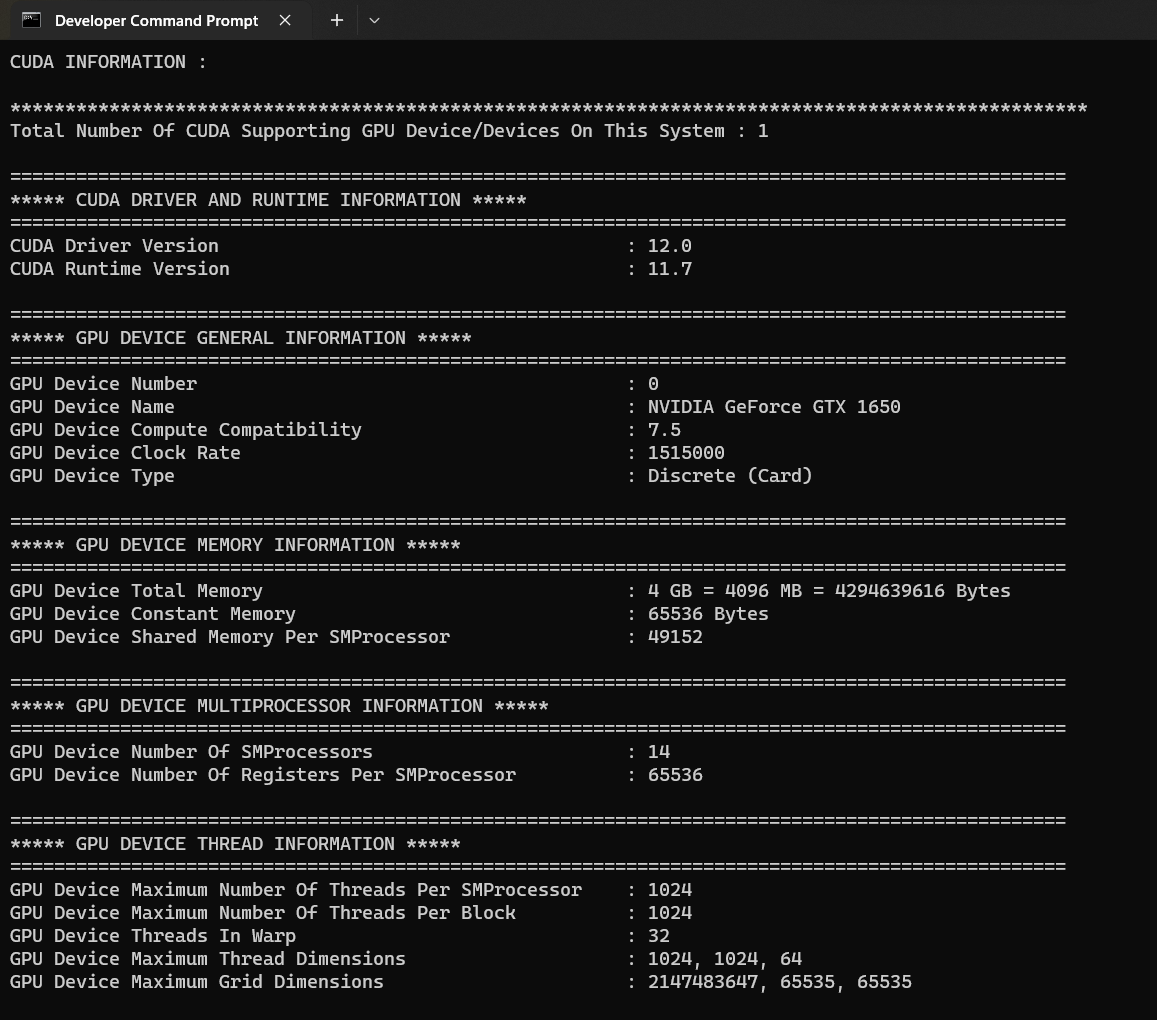 Developer Command Prompt
CUDA INFORMATION :
**************************************************************************************************
Total Number Of CUDA Supporting GPU Device/Devices On This System : 1
================================================================================================
***** CUDA DRIVER AND RUNTIME INFORMATION *****
================================================================================================
CUDA Driver Version : 12.0
CUDA Runtime Version : 11.7
================================================================================================
***** GPU DEVICE GENERAL INFORMATION *****
================================================================================================
GPU Device Number : 0
GPU Device Name : NVIDIA GeForce GTX 1650
GPU Device Compute Compatibility : 7.5
GPU Device Clock Rate : 1515000
GPU Device Type : Discrete (Card)
================================================================================================
***** GPU DEVICE MEMORY INFORMATION *****
================================================================================================
GPU Device Total Memory : 4 GB = 4096 MB = 4294639616 Bytes
GPU Device Constant Memory : 65536 Bytes
GPU Device Shared Memory Per SMProcessor : 49152
================================================================================================
***** GPU DEVICE MULTIPROCESSOR INFORMATION *****
================================================================================================
GPU Device Number Of SMProcessors : 14
GPU Device Number Of Registers Per SMProcessor : 65536
================================================================================================
***** GPU DEVICE THREAD INFORMATION *****
================================================================================================
GPU Device Maximum Number Of Threads Per SMProcessor : 1024
GPU Device Maximum Number Of Threads Per Block : 1024
GPU Device Threads In Warp : 32
GPU Device Maximum Thread Dimensions : 1024, 1024, 64
GPU Device Maximum Grid Dimensions : 2147483647, 65535, 65535